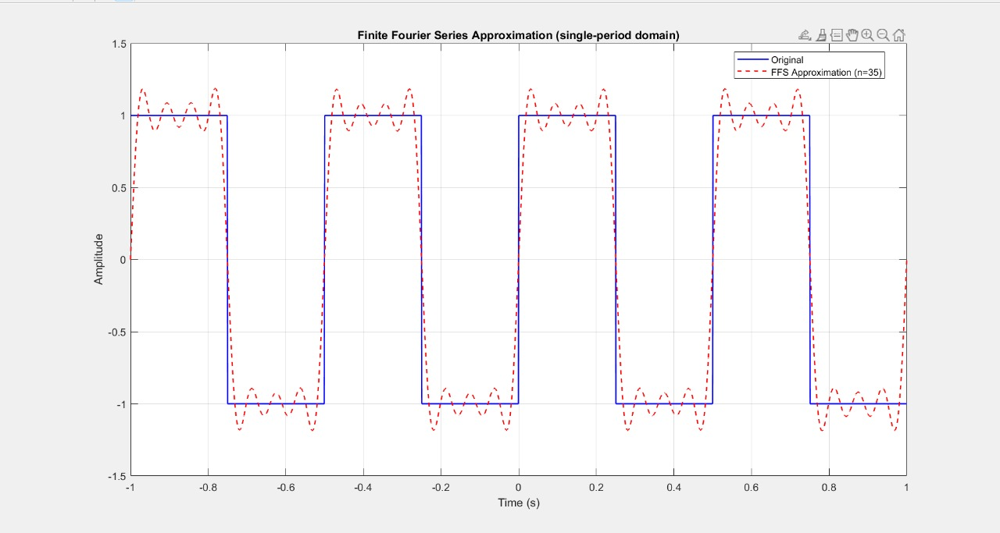 Finite Fourier Series Approximation (single-period domain)
Original
FFS Approximation (n=35)
1.5
1
0.5
0
-0.5
-1
-1.5
Amplitude
-1 -0.8 -0.6 -0.4 -0.2 0 0.2 0.4 0.6 0.8 1
Time (s)